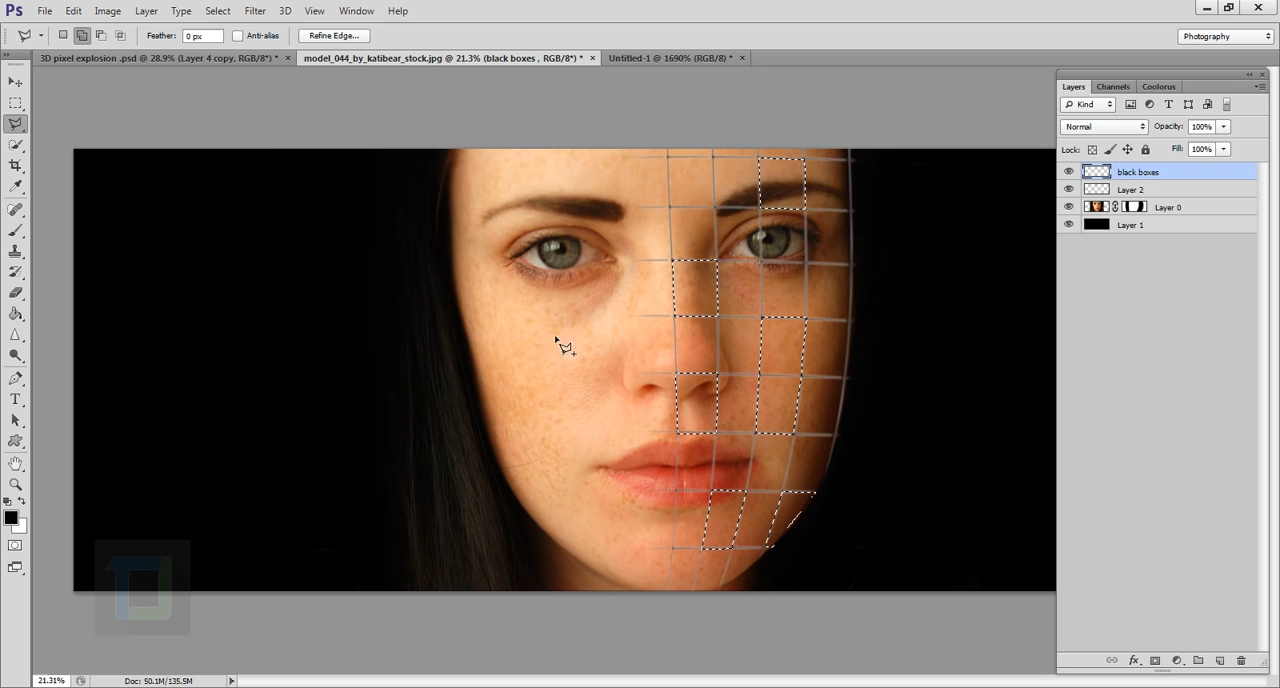 Ps File Edit Image Layer Type Select Filter 3D View Window Help
Feather: 0 px Anti-alias Refine Edge... Photography
3D pixel explosion .psd @ 28.9% (Layer 4 copy, RGB/8*) * × model_044_by_katibear_stock.jpg @ 21.3% (black boxes , RGB/8*) * × Untitled-1 @ 1690% (RGB/8) * ×
Layers Channels Coolorus
Kind
Normal Opacity: 100%
Lock: Fill: 100%
black boxes
Layer 2
Layer 0
Layer 1
21.31% Doc: 50.1M/135.5M